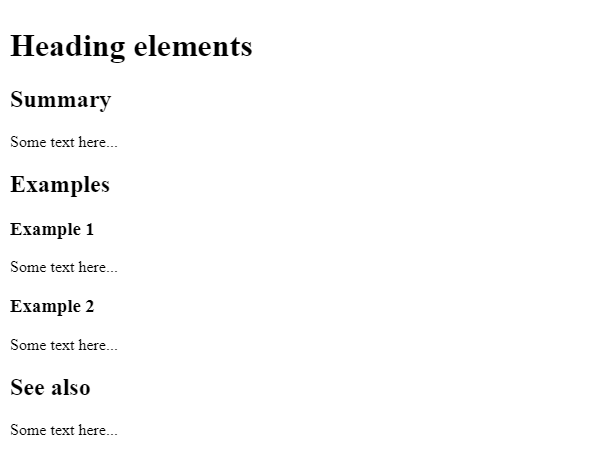 Heading elements
Summary
Some text here...
Examples
Example 1
Some text here...
Example 2
Some text here...
See also
Some text here...